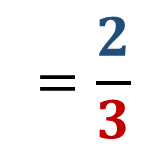 = 2/3